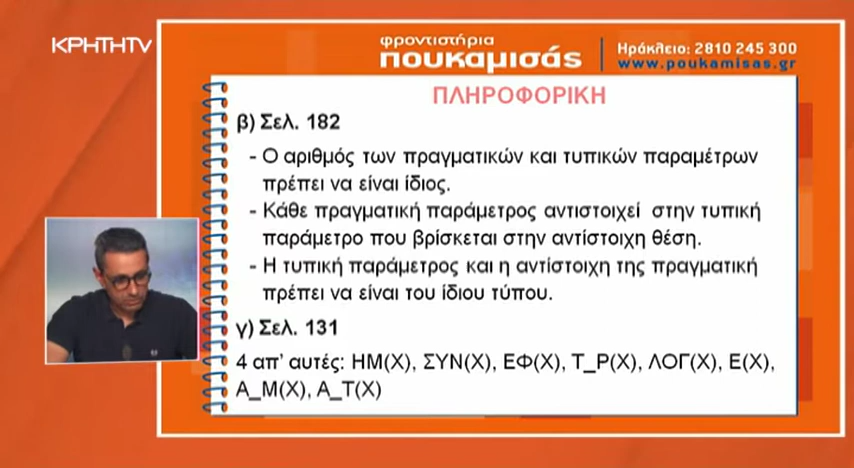 ΚΡΗΤΗTV
φροντιστήρια
πουκαμισάς
Ηράκλειο: 2810 245 300
www.poukamisas.gr
ΠΛΗΡΟΦΟΡΙΚΗ
β) Σελ. 182
- Ο αριθμός των πραγματικών και τυπικών παραμέτρων
πρέπει να είναι ίδιος.
- Κάθε πραγματική παράμετρος αντιστοιχεί στην τυπική
παράμετρο που βρίσκεται στην αντίστοιχη θέση.
- Η τυπική παράμετρος και η αντίστοιχη της πραγματική
πρέπει να είναι του ίδιου τύπου.
γ) Σελ. 131
4 απ’ αυτές: ΗΜ(Χ), ΣΥΝ(Χ), ΕΦ(Χ), Τ_Ρ(Χ), ΛΟΓ(Χ), Ε(Χ),
Α_Μ(Χ), Α_Τ(Χ)